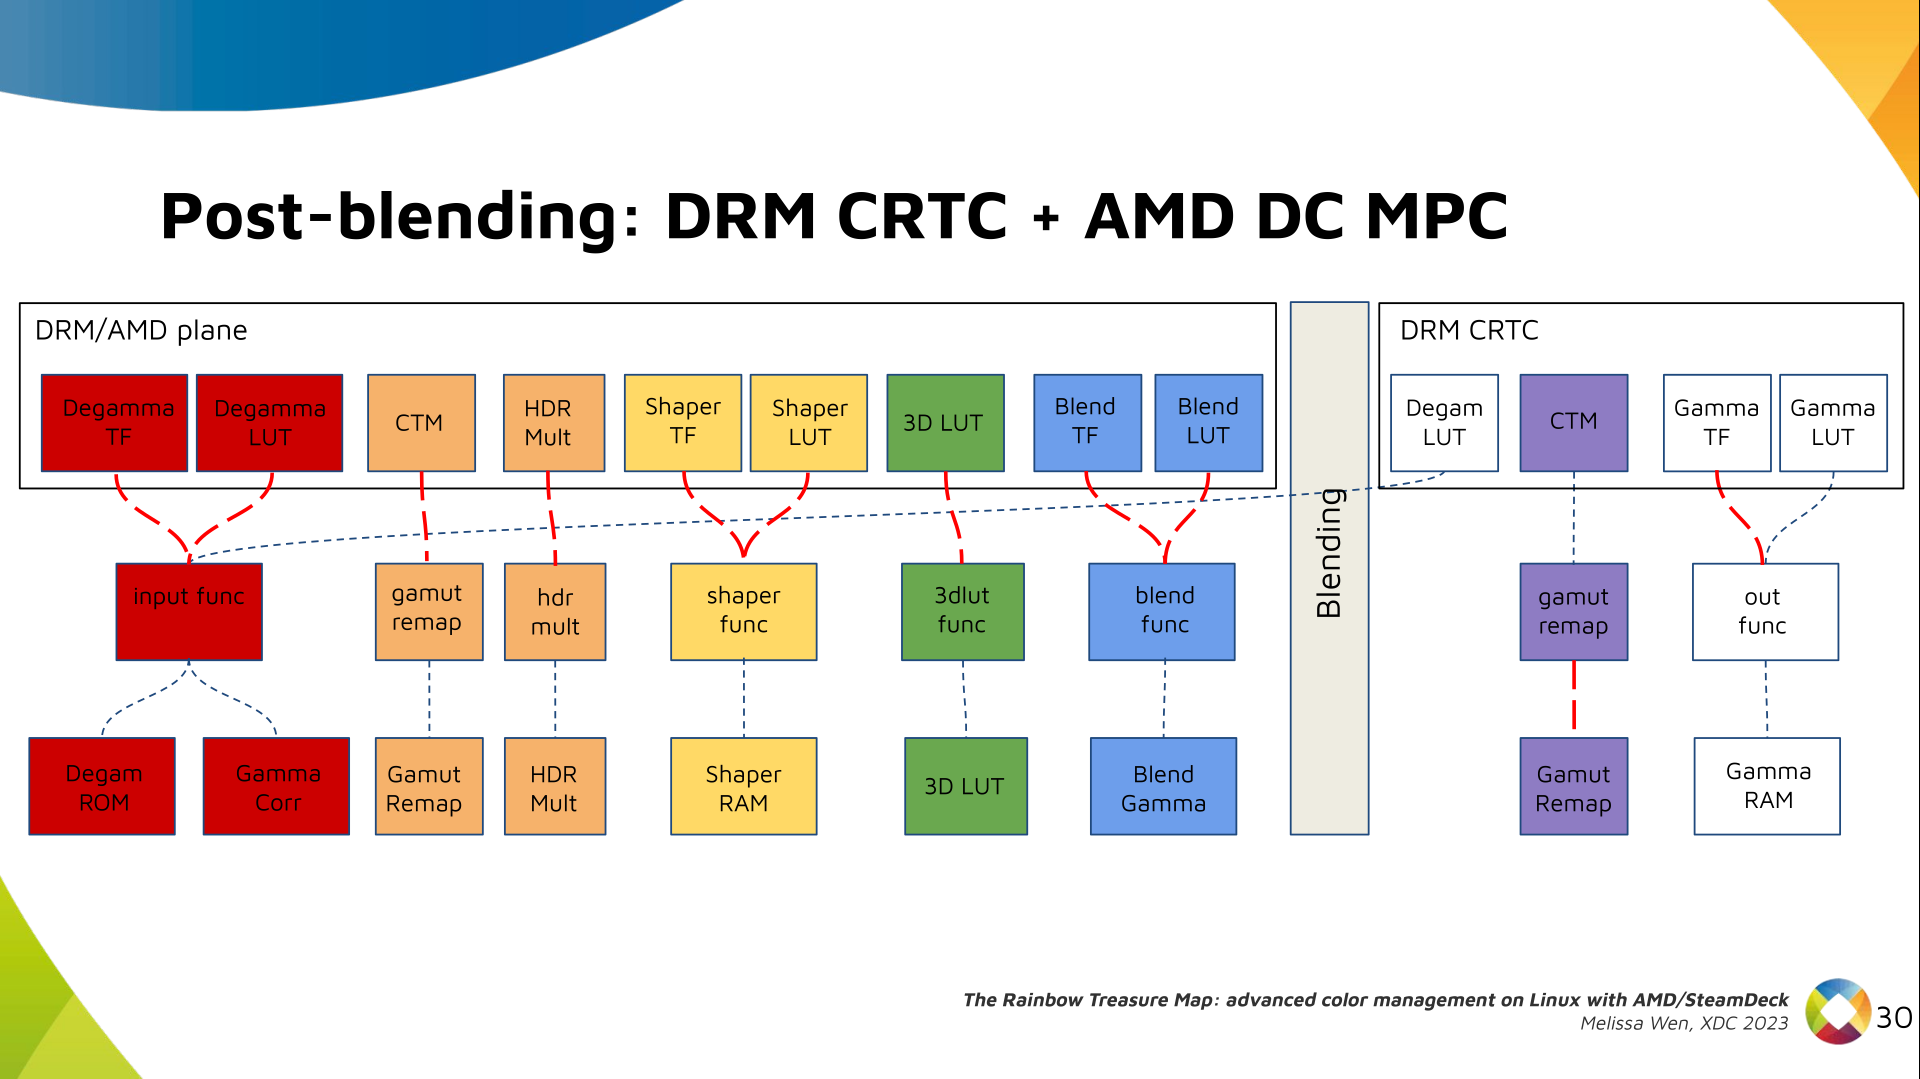 Post-blending: DRM CRTC + AMD DC MPC
DRM/AMD plane
Degamma
TF
Degamma
LUT
CTM
HDR
Mult
Shaper
TF
Shaper
LUT
3D LUT
Blend
TF
Blend
LUT
Blending
DRM CRTC
Degam
LUT
CTM
Gamma
TF
Gamma
LUT
input func
gamut
remap
hdr
mult
shaper
func
3dlut
func
blend
func
gamut
remap
out
func
Degam
ROM
Gamma
Corr
Gamut
Remap
HDR
Mult
Shaper
RAM
3D LUT
Blend
Gamma
Gamut
Remap
Gamma
RAM
The Rainbow Treasure Map: advanced color management on Linux with AMD/SteamDeck
Melissa Wen, XDC 2023
30